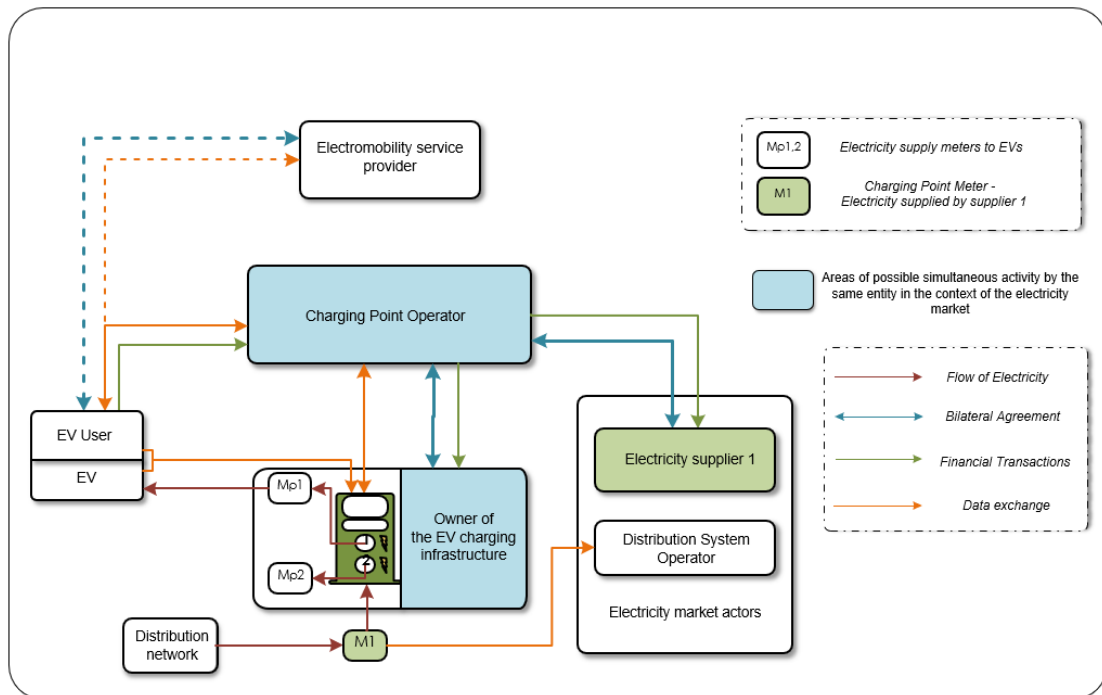 Electromobility service
provider
Mp1,2
Electricity supply meters to EVs
M1
Charging Point Meter -
Electricity supplied by supplier 1
Areas of possible simultaneous activity by the
same entity in the context of the electricity
market
Charging Point Operator
Flow of Electricity
Bilateral Agreement
Financial Transactions
Data exchange
EV User
EV
Electricity supplier 1
Mp1
Mp2
1
2
Owner of
the EV charging
infrastructure
Distribution System
Operator
Electricity market actors
Distribution
network
M1